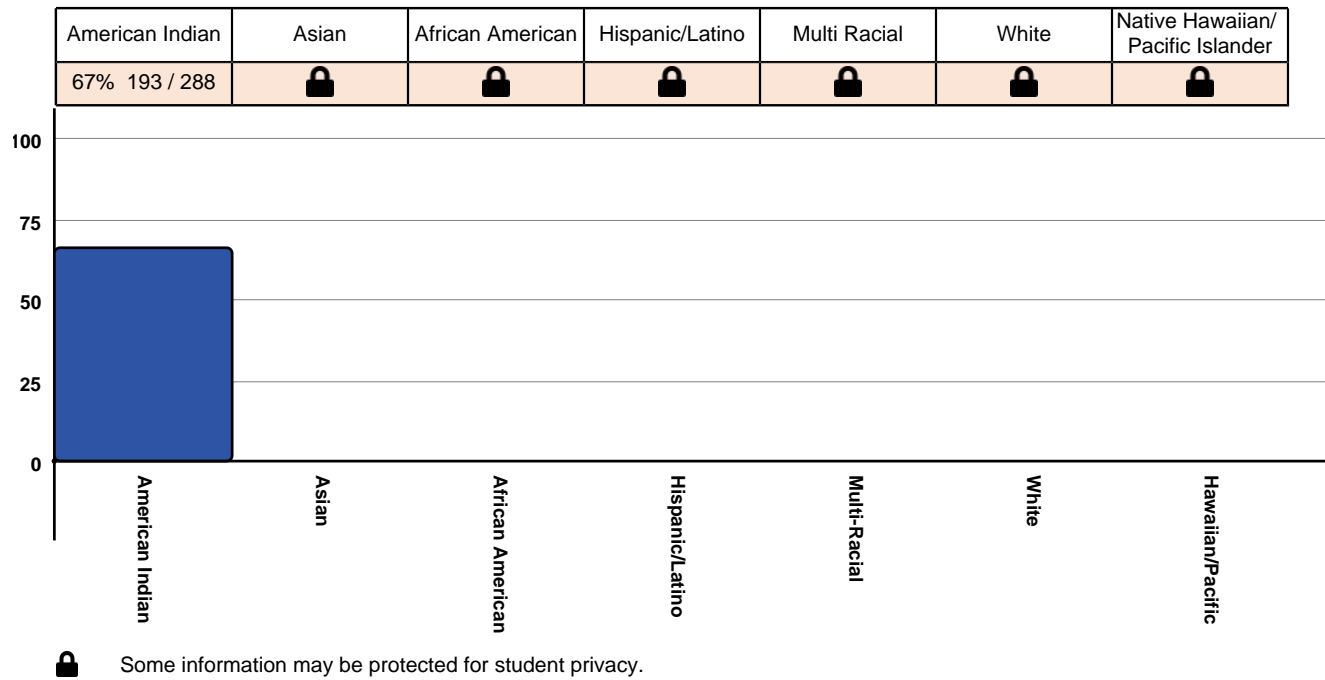 American Indian Asian African American Hispanic/Latino Multi Racial White Native Hawaiian/
Pacific Islander
67% 193 / 288
100
75
50
25
0
American Indian
Asian
African American
Hispanic/Latino
Multi-Racial
White
Hawaiian/Pacific
Some information may be protected for student privacy.